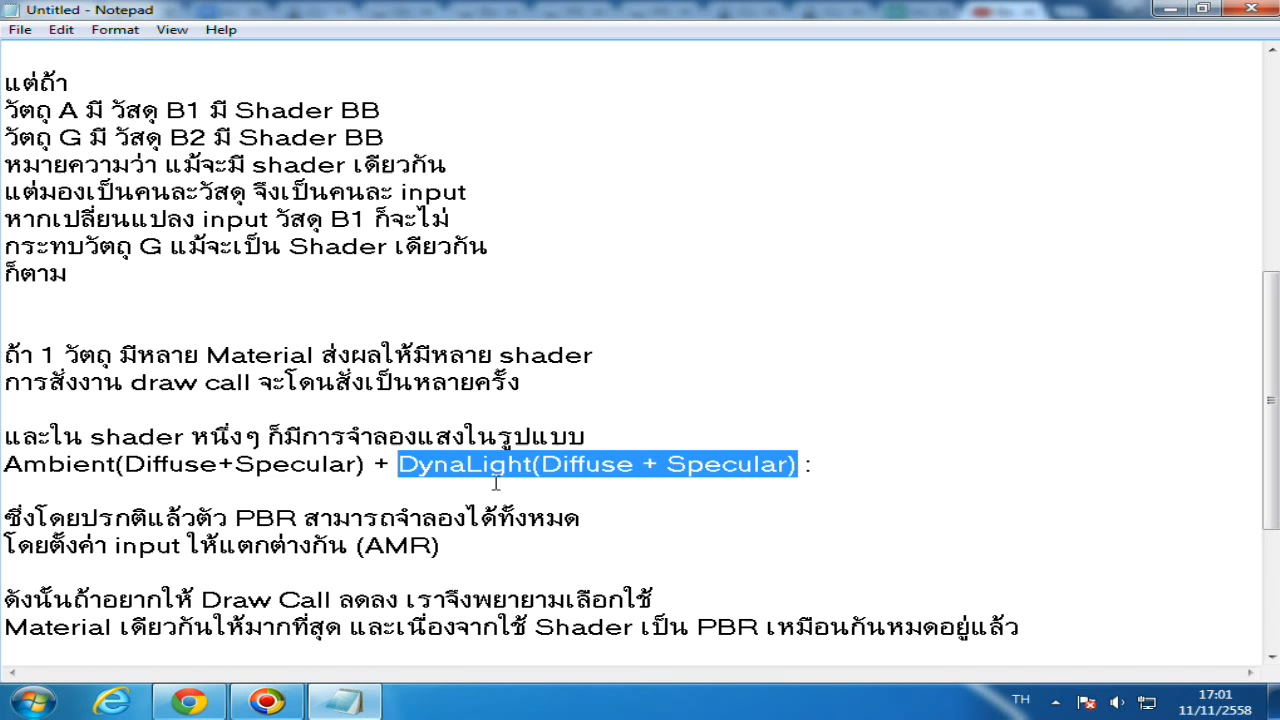 Untitled - Notepad
File Edit Format View Help
แต่ถ้า
วัตถุ A มี วัสดุ B1 มี Shader BB
วัตถุ G มี วัสดุ B2 มี Shader BB
หมายความว่า แม้จะมี shader เดียวกัน
แต่มองเป็นคนละวัสดุ จึงเป็นคนละ input
หากเปลี่ยนแปลง input วัสดุ B1 ก็จะไม่
กระทบวัตถุ G แม้จะเป็น Shader เดียวกัน
ก็ตาม
ถ้า 1 วัตถุ มีหลาย Material ส่งผลให้มีหลาย shader
การสั่งงาน draw call จะโดนสั่งเป็นหลายครั้ง
และใน shader หนึ่งๆ ก็มีการจำลองแสงในรูปแบบ
Ambient(Diffuse+Specular) + DynaLight(Diffuse + Specular) :
ซึ่งโดยปรกติแล้วตัว PBR สามารถจำลองได้ทั้งหมด
โดยตั้งค่า input ให้แตกต่างกัน (AMR)
ดังนั้นถ้าอยากให้ Draw Call ลดลง เราจึงพยายามเลือกใช้
Material เดียวกันให้มากที่สุด และเนื่องจากใช้ Shader เป็น PBR เหมือนกันหมดอยู่แล้ว
TH
17:01
11/11/2558